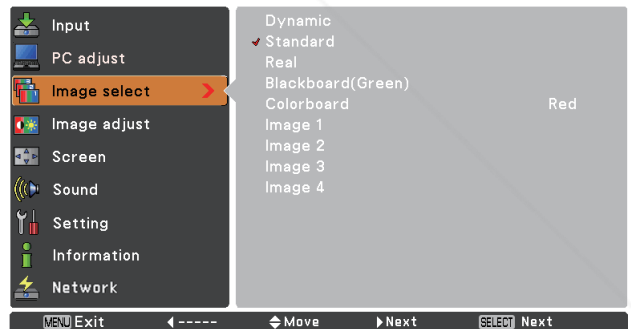 Input
PC adjust
Image select
Image adjust
Screen
Sound
Setting
Information
Network
Dynamic
Standard
Real
Blackboard(Green)
Colorboard Red
Image 1
Image 2
Image 3
Image 4
MENU Exit ----- Move Next SELECT Next